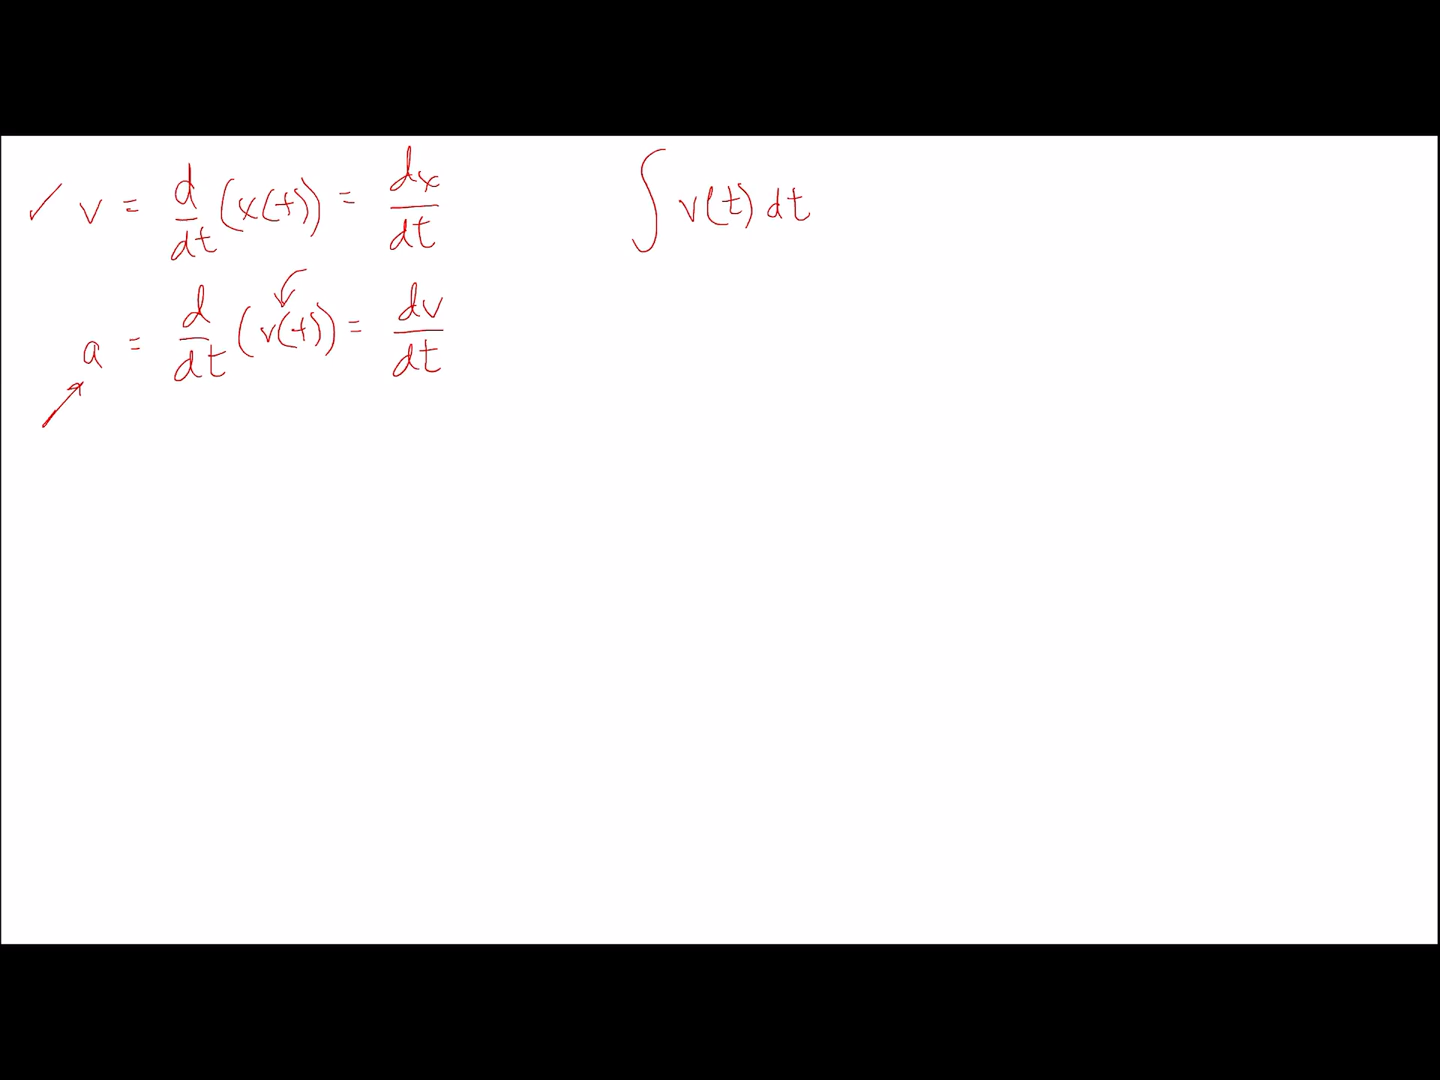 ✓ v = d/dt (x(t)) = dx/dt
∫ v(t) dt
a = d/dt (v(t)) = dv/dt